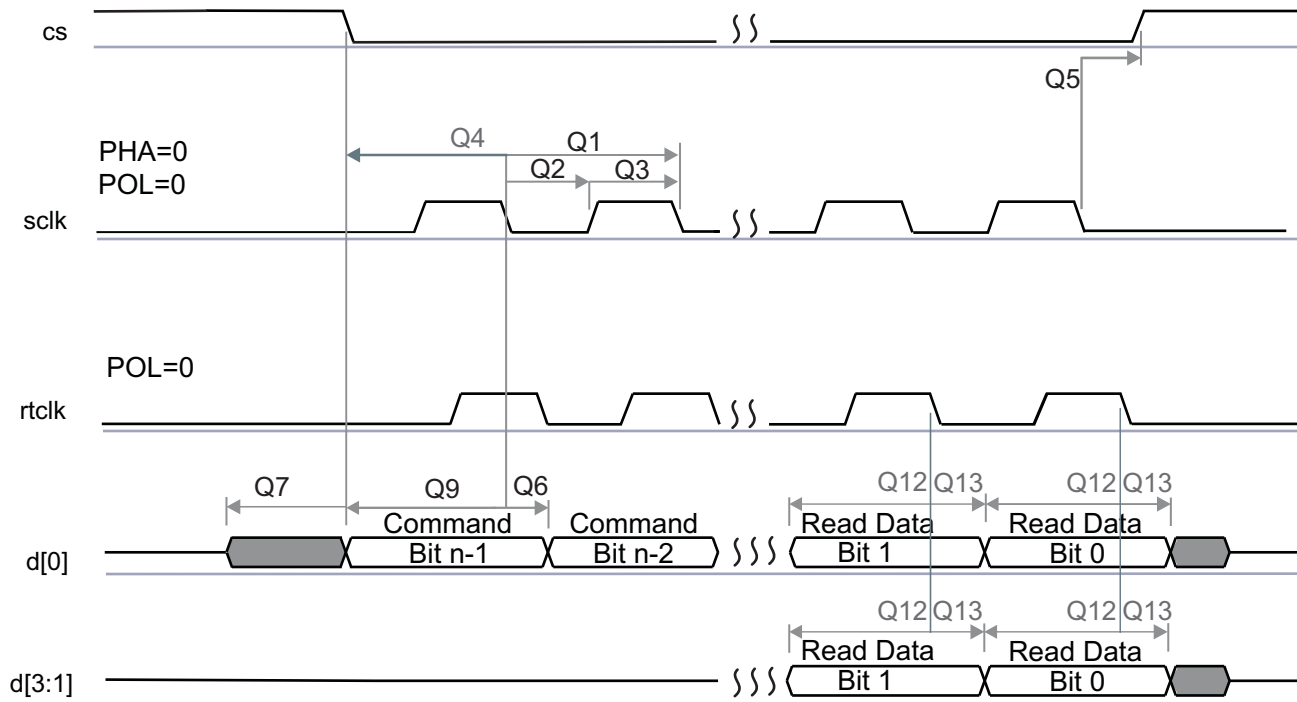 cs
Q5
Q4 Q1
PHA=0
Q2 Q3
POL=0
sclk
POL=0
rtclk
Q7 Q9 Q6 Q12 Q13 Q12 Q13
Command Command Read Data Read Data
d[0] Bit n-1 Bit n-2 Bit 1 Bit 0
Q12 Q13 Q12 Q13
Read Data Read Data
d[3:1] Bit 1 Bit 0